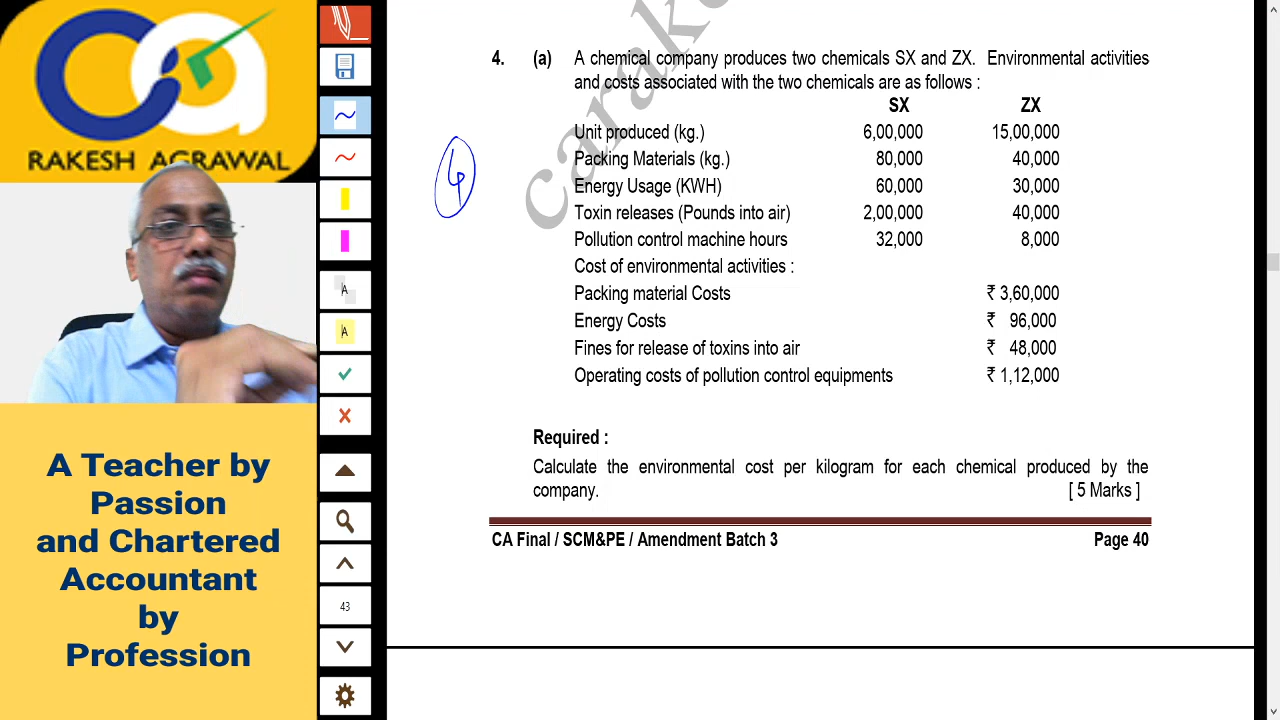 RAKESH AGRAWAL
A Teacher by
Passion
and Chartered
Accountant
by
Profession
A
A
43
4
4. (a) A chemical company produces two chemicals SX and ZX. Environmental activities
and costs associated with the two chemicals are as follows :
SX ZX
Unit produced (kg.) 6,00,000 15,00,000
Packing Materials (kg.) 80,000 40,000
Energy Usage (KWH) 60,000 30,000
Toxin releases (Pounds into air) 2,00,000 40,000
Pollution control machine hours 32,000 8,000
Cost of environmental activities :
Packing material Costs ₹ 3,60,000
Energy Costs ₹ 96,000
Fines for release of toxins into air ₹ 48,000
Operating costs of pollution control equipments ₹ 1,12,000
Required :
Calculate the environmental cost per kilogram for each chemical produced by the
company. [ 5 Marks ]
CA Final / SCM&PE / Amendment Batch 3 Page 40